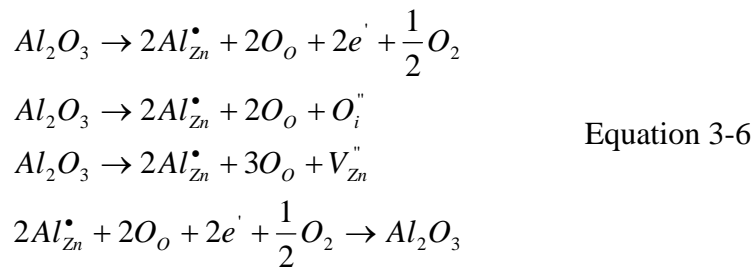 Al₂O₃ → 2Al•Zn + 2OO + 2e' + 1/2 O₂
Al₂O₃ → 2Al•Zn + 2OO + Oi"
Equation 3-6
Al₂O₃ → 2Al•Zn + 3OO + V"Zn
2Al•Zn + 2OO + 2e' + 1/2 O₂ → Al₂O₃